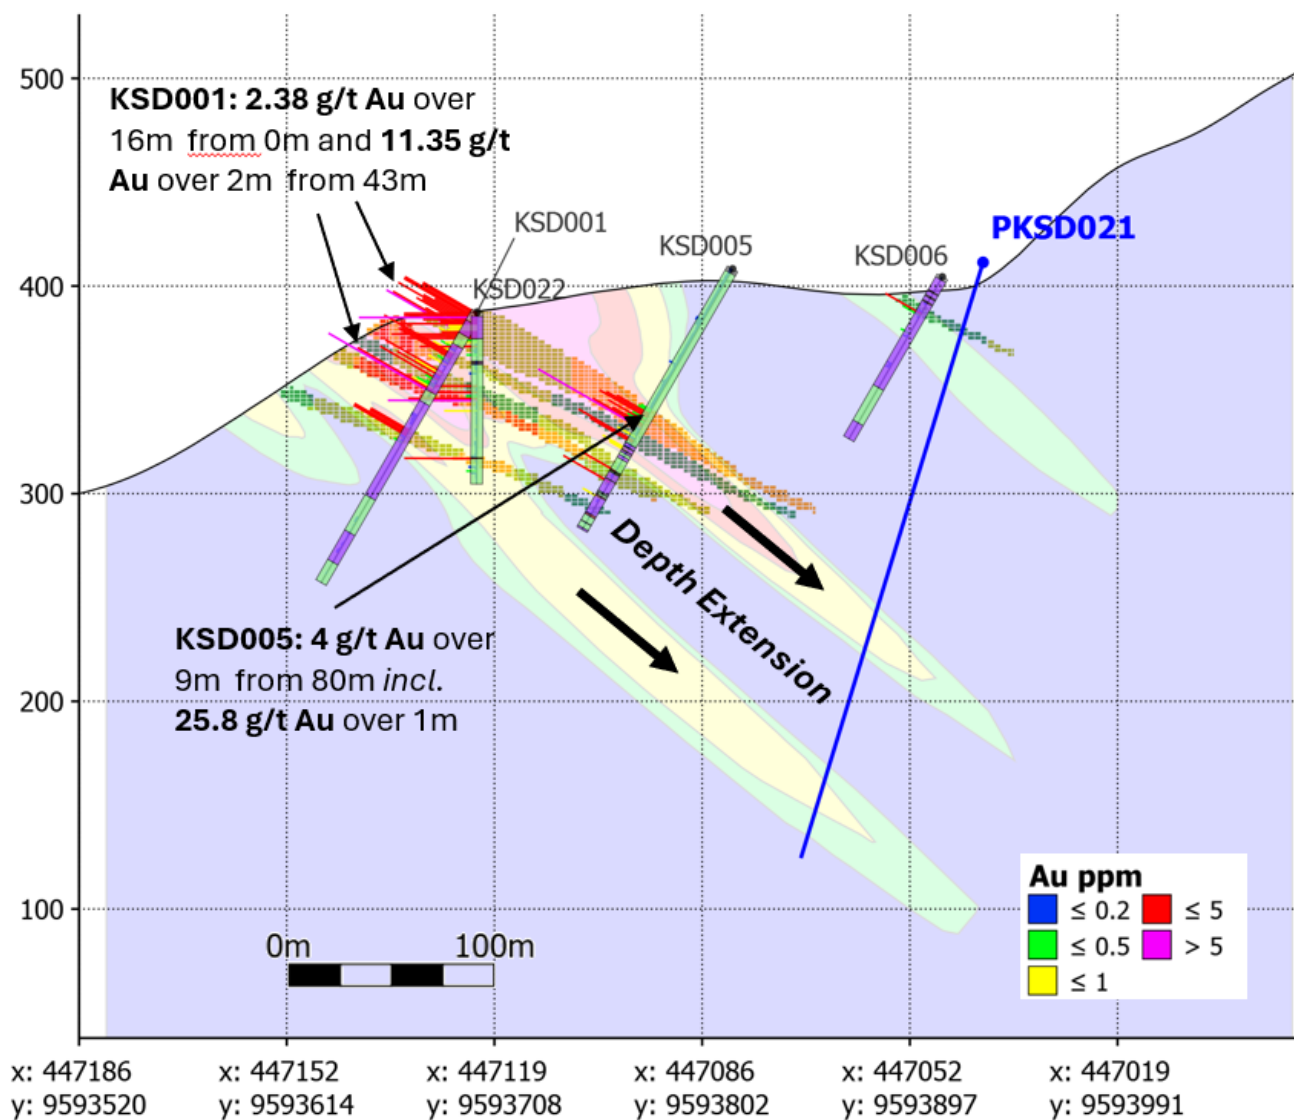 500
KSD001: 2.38 g/t Au over
16m from 0m and 11.35 g/t
Au over 2m from 43m
KSD001
KSD005
KSD006
PKSD021
400
KSD022
300
Depth Extension
KSD005: 4 g/t Au over
9m from 80m incl.
25.8 g/t Au over 1m
200
100
0m 100m
Au ppm
≤ 0.2 ≤ 5
≤ 0.5 > 5
≤ 1
x: 447186 x: 447152 x: 447119 x: 447086 x: 447052 x: 447019
y: 9593520 y: 9593614 y: 9593708 y: 9593802 y: 9593897 y: 9593991